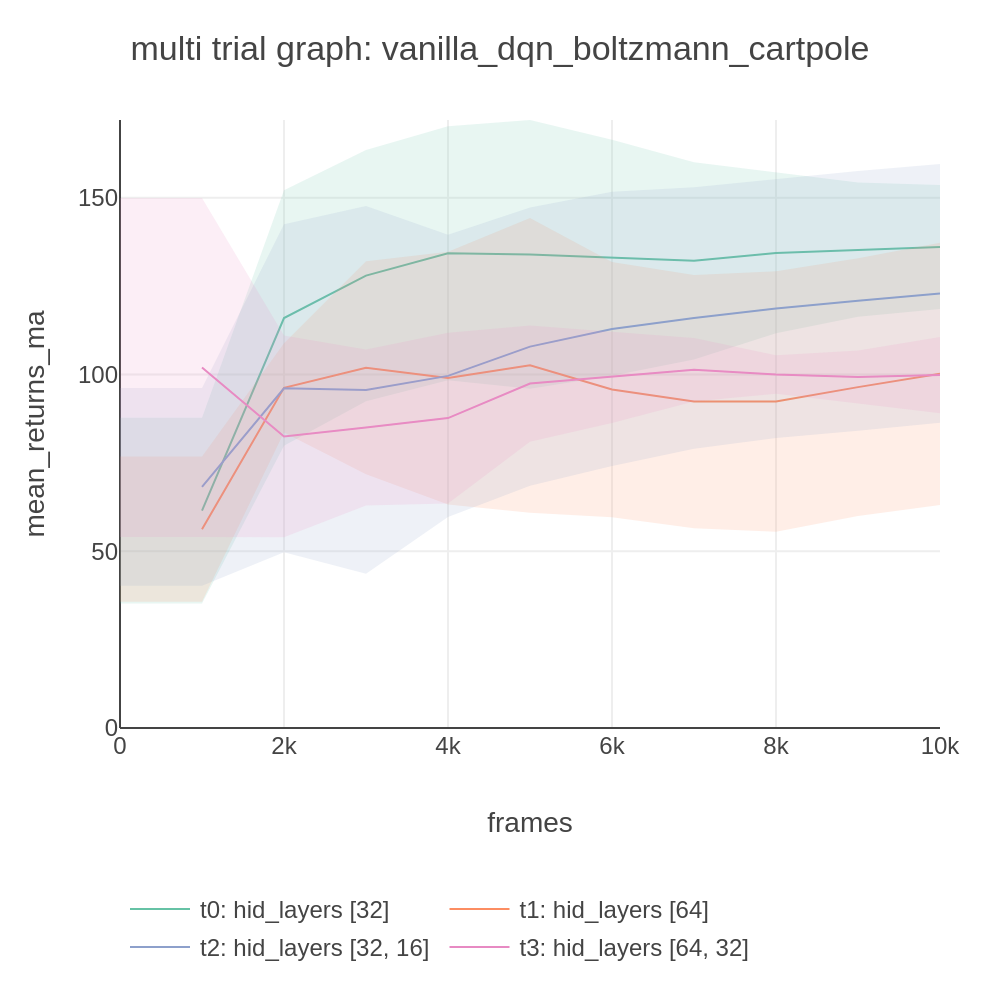 multi trial graph: vanilla_dqn_boltzmann_cartpole
mean_returns_ma
150
100
50
0
0 2k 4k 6k 8k 10k
frames
t0: hid_layers [32] t1: hid_layers [64]
t2: hid_layers [32, 16] t3: hid_layers [64, 32]